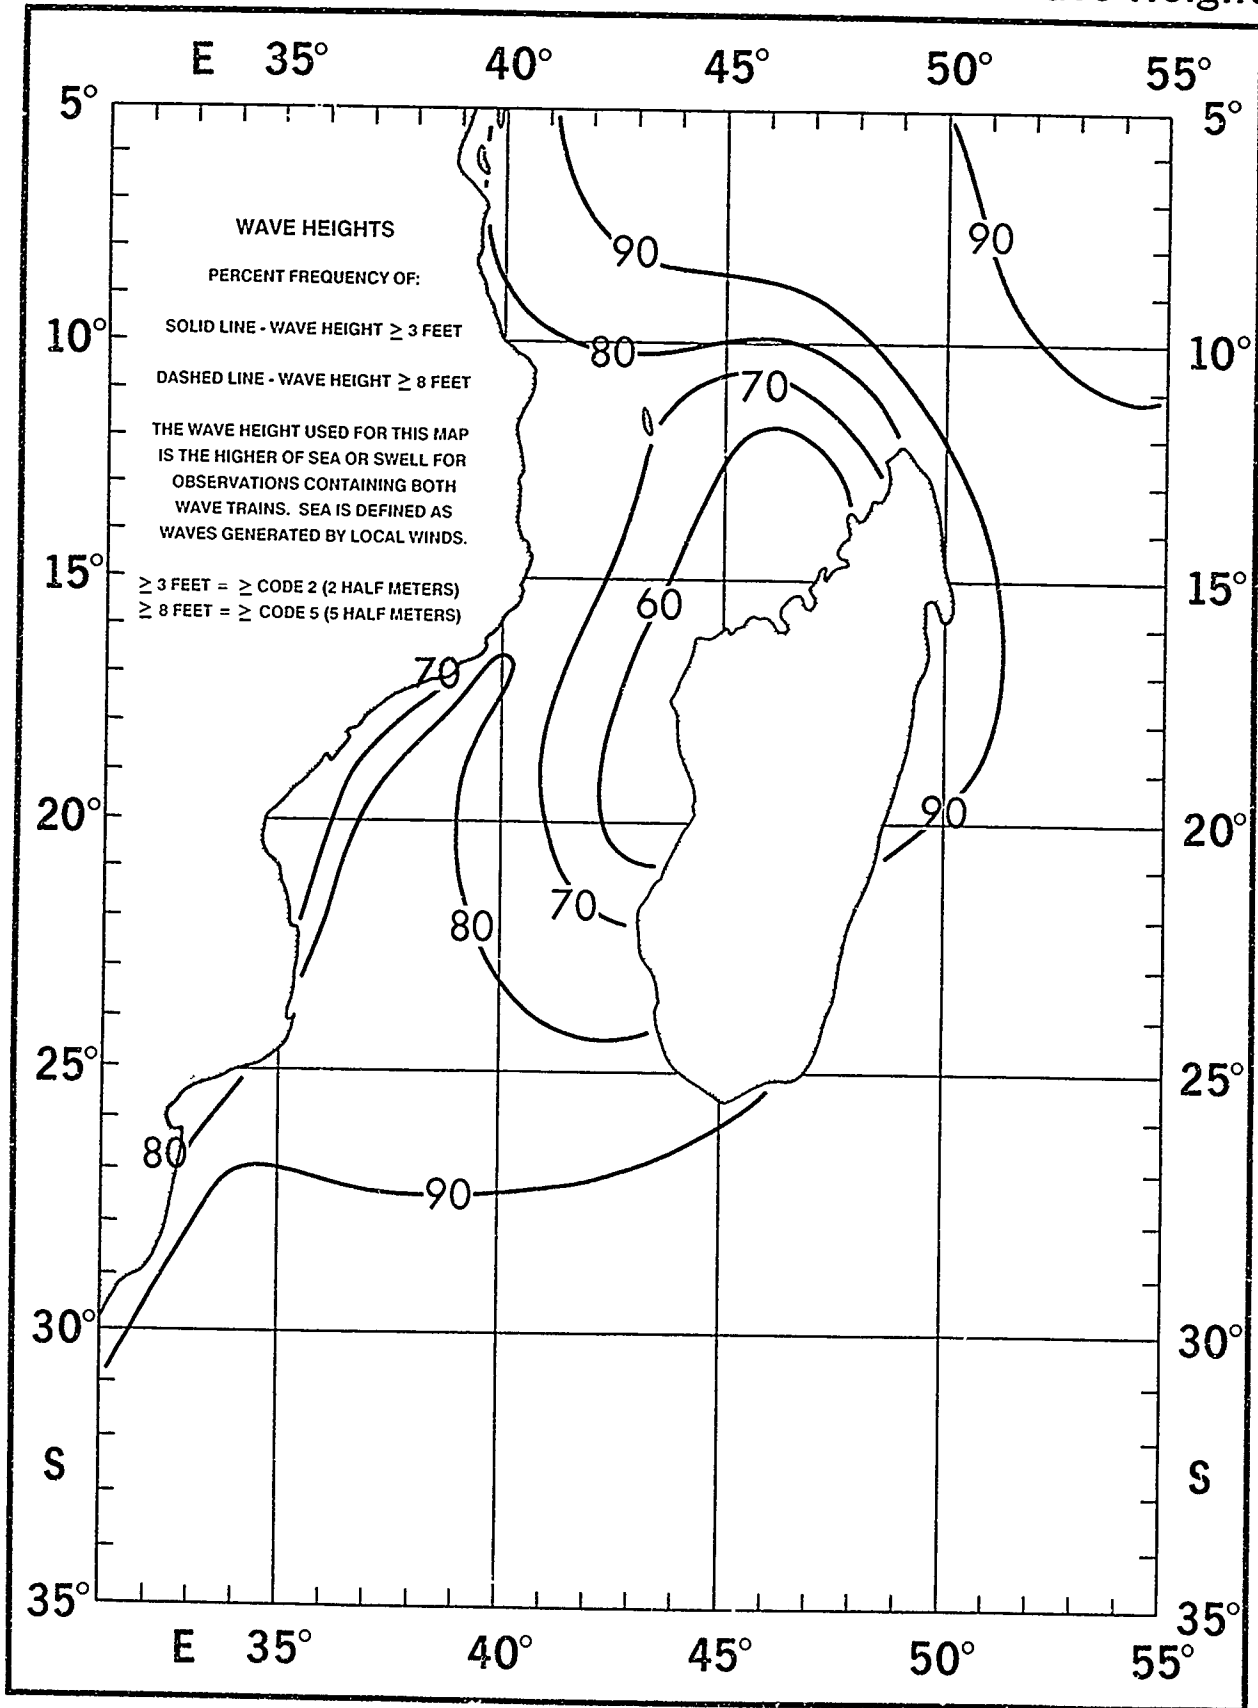 E 35° 40° 45° 50° 55°
5° 5°
WAVE HEIGHTS
90 90
PERCENT FREQUENCY OF:
SOLID LINE - WAVE HEIGHT ≥ 3 FEET
10° 80 10°
DASHED LINE - WAVE HEIGHT ≥ 8 FEET
70
THE WAVE HEIGHT USED FOR THIS MAP
IS THE HIGHER OF SEA OR SWELL FOR
OBSERVATIONS CONTAINING BOTH
WAVE TRAINS. SEA IS DEFINED AS
WAVES GENERATED BY LOCAL WINDS.
15° 15°
≥ 3 FEET = ≥ CODE 2 (2 HALF METERS)
≥ 8 FEET = ≥ CODE 5 (5 HALF METERS)
60
70
20° 90 20°
80 70
25° 25°
80
90
30° 30°
S S
35° 35°
E 35° 40° 45° 50° 55°